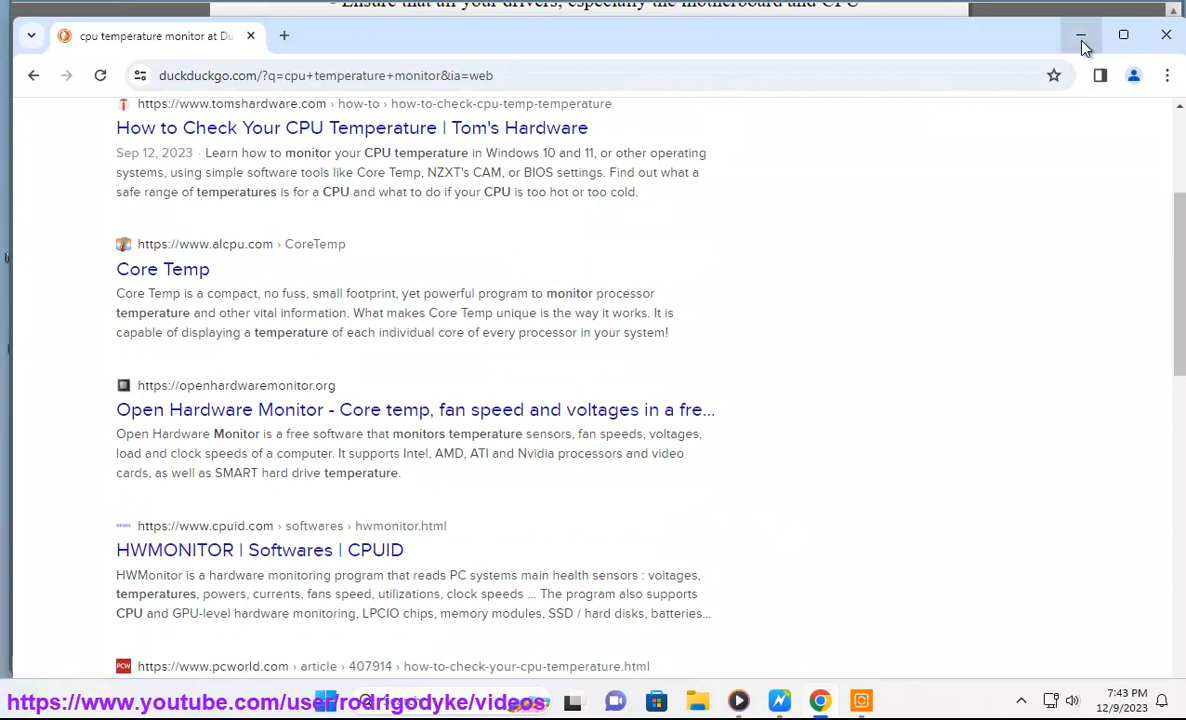 - Ensure that all your drivers, especially the motherboard and CPU
cpu temperature monitor at Du
duckduckgo.com/?q=cpu+temperature+monitor&ia=web
https://www.tomshardware.com › how-to › how-to-check-cpu-temp-temperature
How to Check Your CPU Temperature | Tom's Hardware
Sep 12, 2023 · Learn how to monitor your CPU temperature in Windows 10 and 11, or other operating
systems, using simple software tools like Core Temp, NZXT's CAM, or BIOS settings. Find out what a
safe range of temperatures is for a CPU and what to do if your CPU is too hot or too cold.
https://www.alcpu.com › CoreTemp
Core Temp
Core Temp is a compact, no fuss, small footprint, yet powerful program to monitor processor
temperature and other vital information. What makes Core Temp unique is the way it works. It is
capable of displaying a temperature of each individual core of every processor in your system!
https://openhardwaremonitor.org
Open Hardware Monitor - Core temp, fan speed and voltages in a fre...
Open Hardware Monitor is a free software that monitors temperature sensors, fan speeds, voltages,
load and clock speeds of a computer. It supports Intel, AMD, ATI and Nvidia processors and video
cards, as well as SMART hard drive temperature.
https://www.cpuid.com › softwares › hwmonitor.html
HWMONITOR | Softwares | CPUID
HWMonitor is a hardware monitoring program that reads PC systems main health sensors : voltages,
temperatures, powers, currents, fans speed, utilizations, clock speeds ... The program also supports
CPU and GPU-level hardware monitoring, LPCIO chips, memory modules, SSD / hard disks, batteries...
PCW https://www.pcworld.com › article › 407914 › how-to-check-your-cpu-temperature.html
https://www.youtube.com/user/rodrigodyke/videos
7:43 PM
12/9/2023